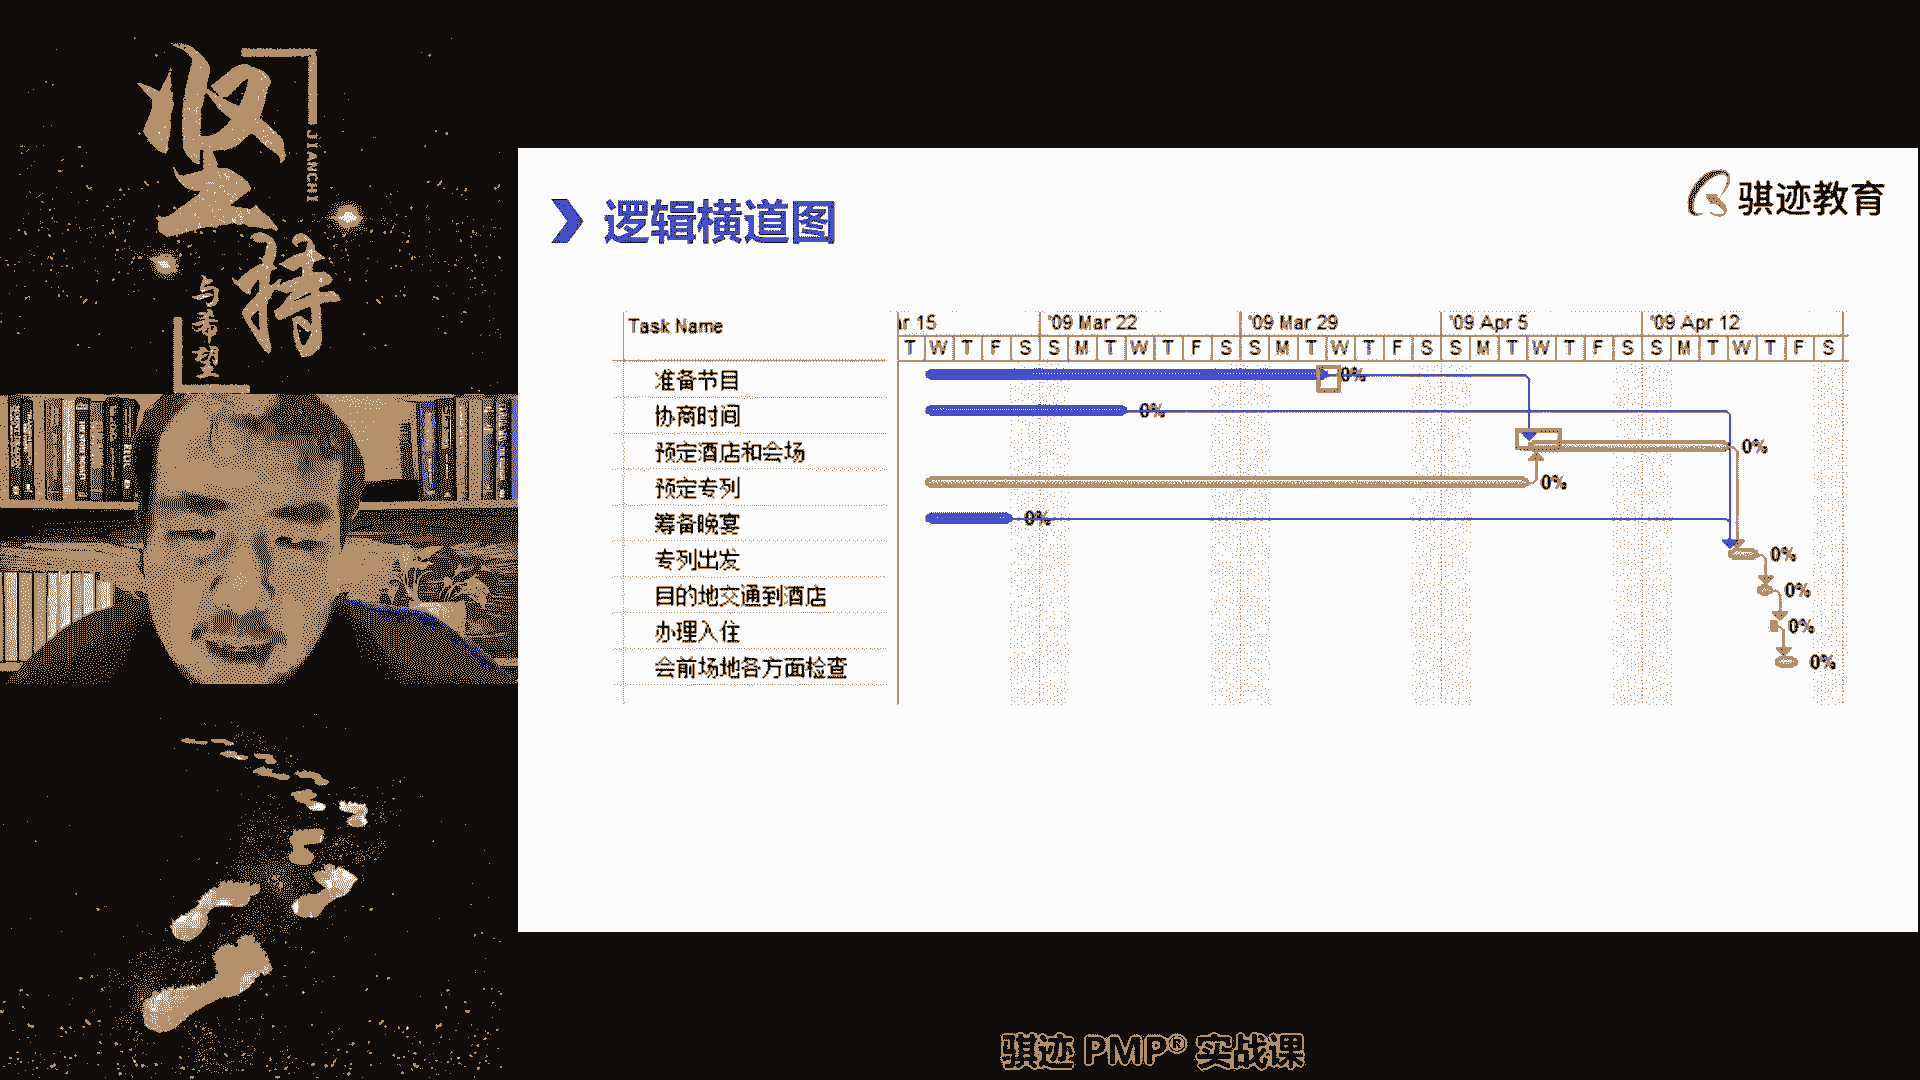 坚持
JIANCHI
与希望
骐迹教育
逻辑横道图
Task Name
ar 15 '09 Mar 22 '09 Mar 29 '09 Apr 5 '09 Apr 12
T W T F S S M T W T F S S M T W T F S S M T W T F S S M T W T F S
准备节目 0%
协商时间 0%
预定酒店和会场 0%
预定专列 0%
筹备晚宴 0%
专列出发 0%
目的地交通到酒店 0%
办理入住 0%
会前场地各方面检查 0%
骐迹 PMP® 实战课